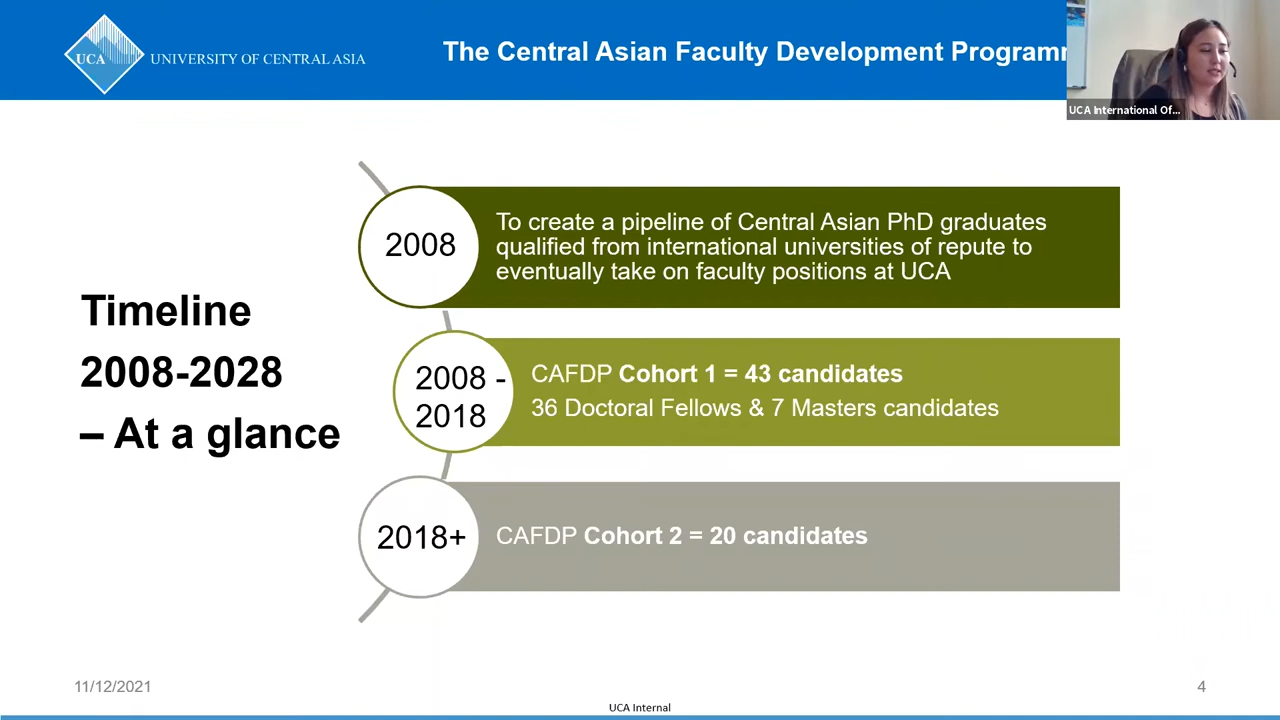 UCA
UNIVERSITY OF CENTRAL ASIA
The Central Asian Faculty Development
UCA International Of...
Timeline
2008-2028
– At a glance
2008
To create a pipeline of Central Asian PhD graduates
qualified from international universities of repute to
eventually take on faculty positions at UCA
2008 -
2018
CAFDP Cohort 1 = 43 candidates
36 Doctoral Fellows & 7 Masters candidates
2018+
CAFDP Cohort 2 = 20 candidates
11/12/2021
4
UCA Internal